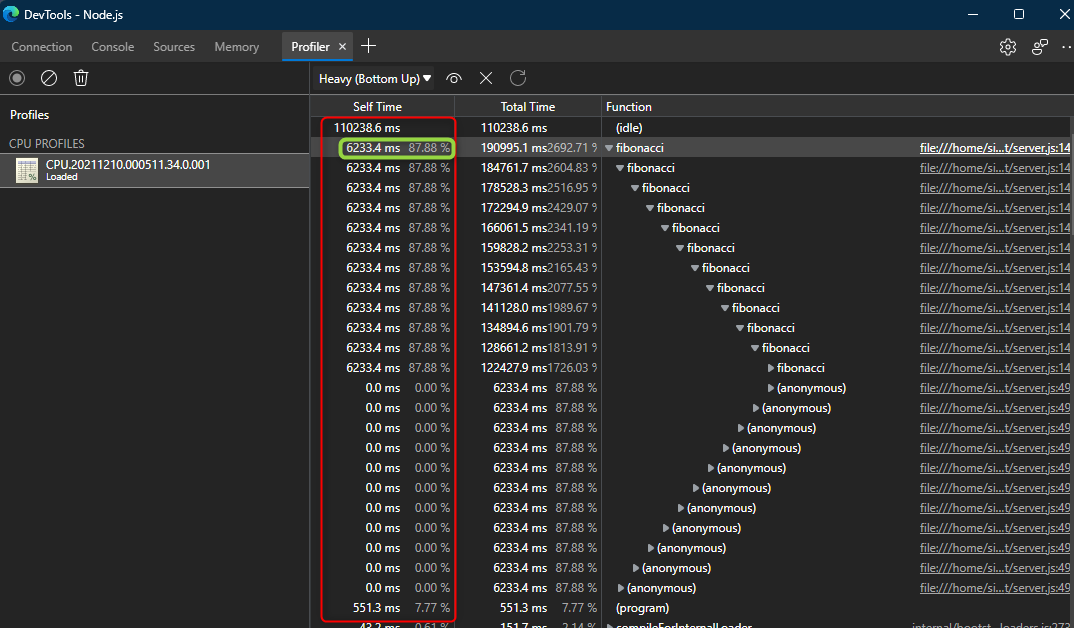 DevTools - Node.js
Connection Console Sources Memory Profiler
Heavy (Bottom Up)
Profiles
CPU PROFILES
CPU.20211210.000511.34.0.001
Loaded
Self Time Total Time Function
110238.6 ms 110238.6 ms (idle)
6233.4 ms 87.88 % 190995.1 ms 2692.71 % fibonacci file:///home/si...t/server.js:14
6233.4 ms 87.88 % 184761.7 ms 2604.83 % fibonacci file:///home/si...t/server.js:14
6233.4 ms 87.88 % 178528.3 ms 2516.95 % fibonacci file:///home/si...t/server.js:14
6233.4 ms 87.88 % 172294.9 ms 2429.07 % fibonacci file:///home/si...t/server.js:14
6233.4 ms 87.88 % 166061.5 ms 2341.19 % fibonacci file:///home/si...t/server.js:14
6233.4 ms 87.88 % 159828.2 ms 2253.31 % fibonacci file:///home/si...t/server.js:14
6233.4 ms 87.88 % 153594.8 ms 2165.43 % fibonacci file:///home/si...t/server.js:14
6233.4 ms 87.88 % 147361.4 ms 2077.55 % fibonacci file:///home/si...t/server.js:14
6233.4 ms 87.88 % 141128.0 ms 1989.67 % fibonacci file:///home/si...t/server.js:14
6233.4 ms 87.88 % 134894.6 ms 1901.79 % fibonacci file:///home/si...t/server.js:14
6233.4 ms 87.88 % 128661.2 ms 1813.91 % fibonacci file:///home/si...t/server.js:14
6233.4 ms 87.88 % 122427.9 ms 1726.03 % fibonacci file:///home/si...t/server.js:14
0.0 ms 0.00 % 6233.4 ms 87.88 % (anonymous) file:///home/si...t/server.js:49
0.0 ms 0.00 % 6233.4 ms 87.88 % (anonymous) file:///home/si...t/server.js:49
0.0 ms 0.00 % 6233.4 ms 87.88 % (anonymous) file:///home/si...t/server.js:49
0.0 ms 0.00 % 6233.4 ms 87.88 % (anonymous) file:///home/si...t/server.js:49
0.0 ms 0.00 % 6233.4 ms 87.88 % (anonymous) file:///home/si...t/server.js:49
0.0 ms 0.00 % 6233.4 ms 87.88 % (anonymous) file:///home/si...t/server.js:49
0.0 ms 0.00 % 6233.4 ms 87.88 % (anonymous) file:///home/si...t/server.js:49
0.0 ms 0.00 % 6233.4 ms 87.88 % (anonymous) file:///home/si...t/server.js:49
0.0 ms 0.00 % 6233.4 ms 87.88 % (anonymous) file:///home/si...t/server.js:49
0.0 ms 0.00 % 6233.4 ms 87.88 % (anonymous) file:///home/si...t/server.js:49
0.0 ms 0.00 % 6233.4 ms 87.88 % (anonymous) file:///home/si...t/server.js:49
551.3 ms 7.77 % 551.3 ms 7.77 % (program)
43.2 ms 0.61 % 151.7 ms 2.14 % compileForInternalLoader internal/bootst...loaders.js:273